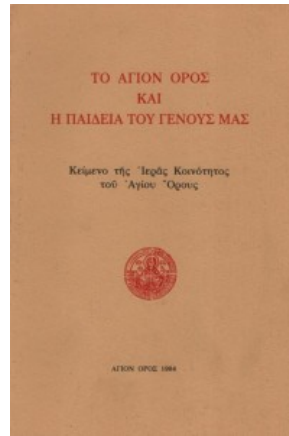 ΤΟ ΑΓΙΟΝ ΟΡΟΣ
ΚΑΙ
Η ΠΑΙΔΕΙΑ ΤΟΥ ΓΕΝΟΥΣ ΜΑΣ
Κείμενο τῆς Ἱερᾶς Κοινότητος
τοῦ Ἁγίου Ὄρους
ΑΓΙΟΝ ΟΡΟΣ 1984